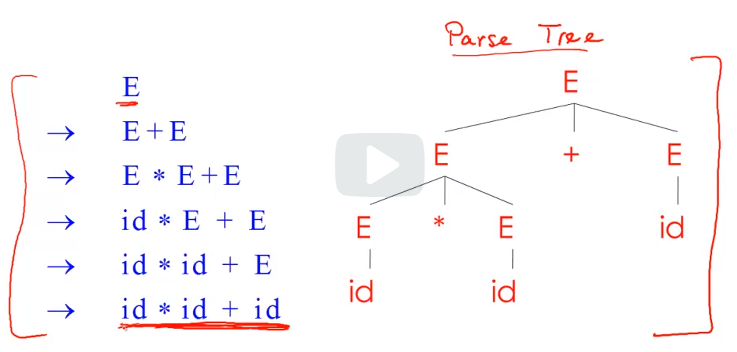 Parse Tree
E
→ E + E
→ E * E + E
→ id * E + E
→ id * id + E
→ id * id + id
E
E + E
E * E id
id id